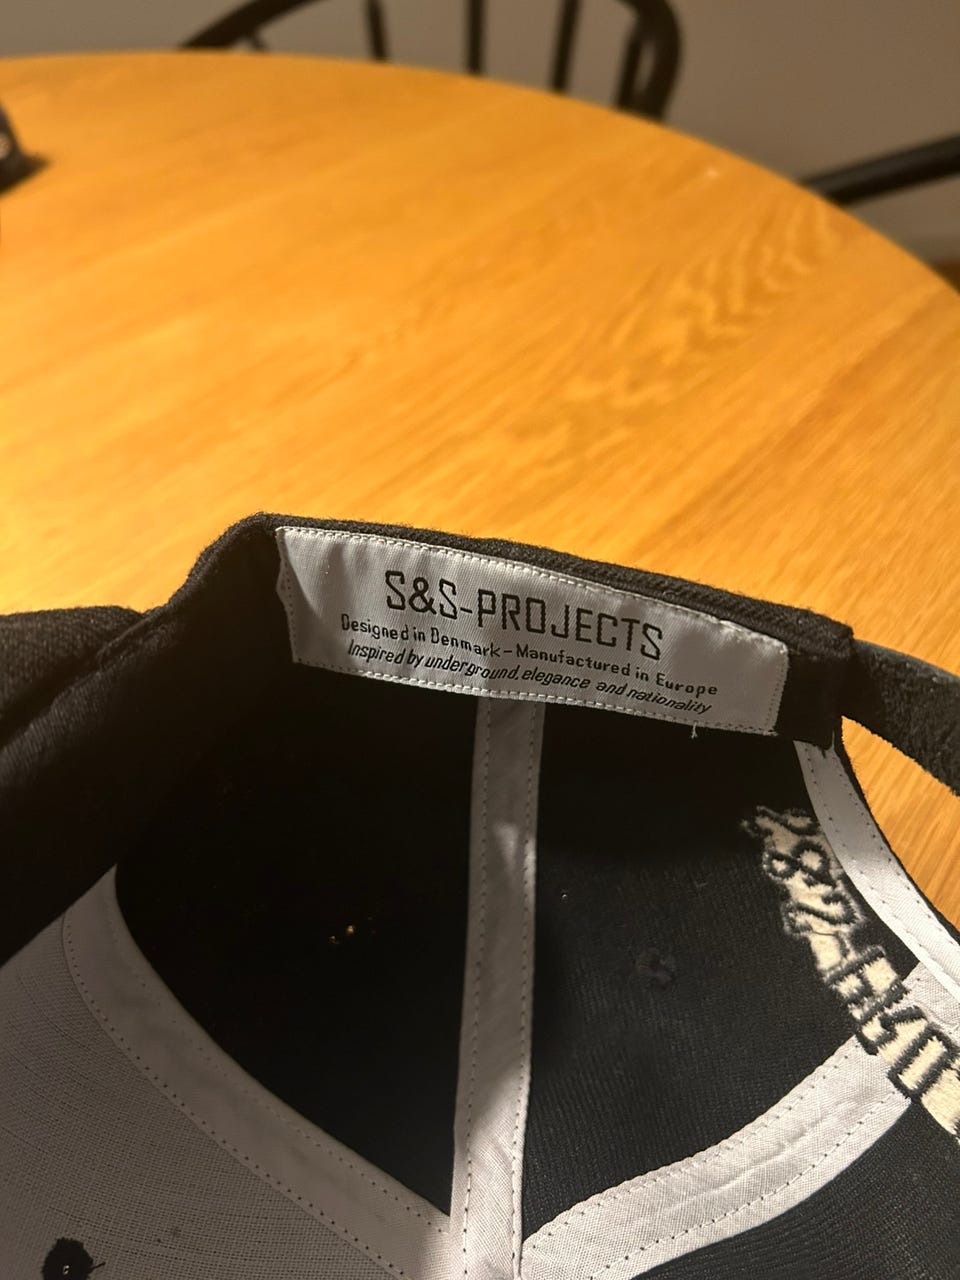 S&S-PROJECTS
Designed in Denmark - Manufactured in Europe
Inspired by underground, elegance and nationality